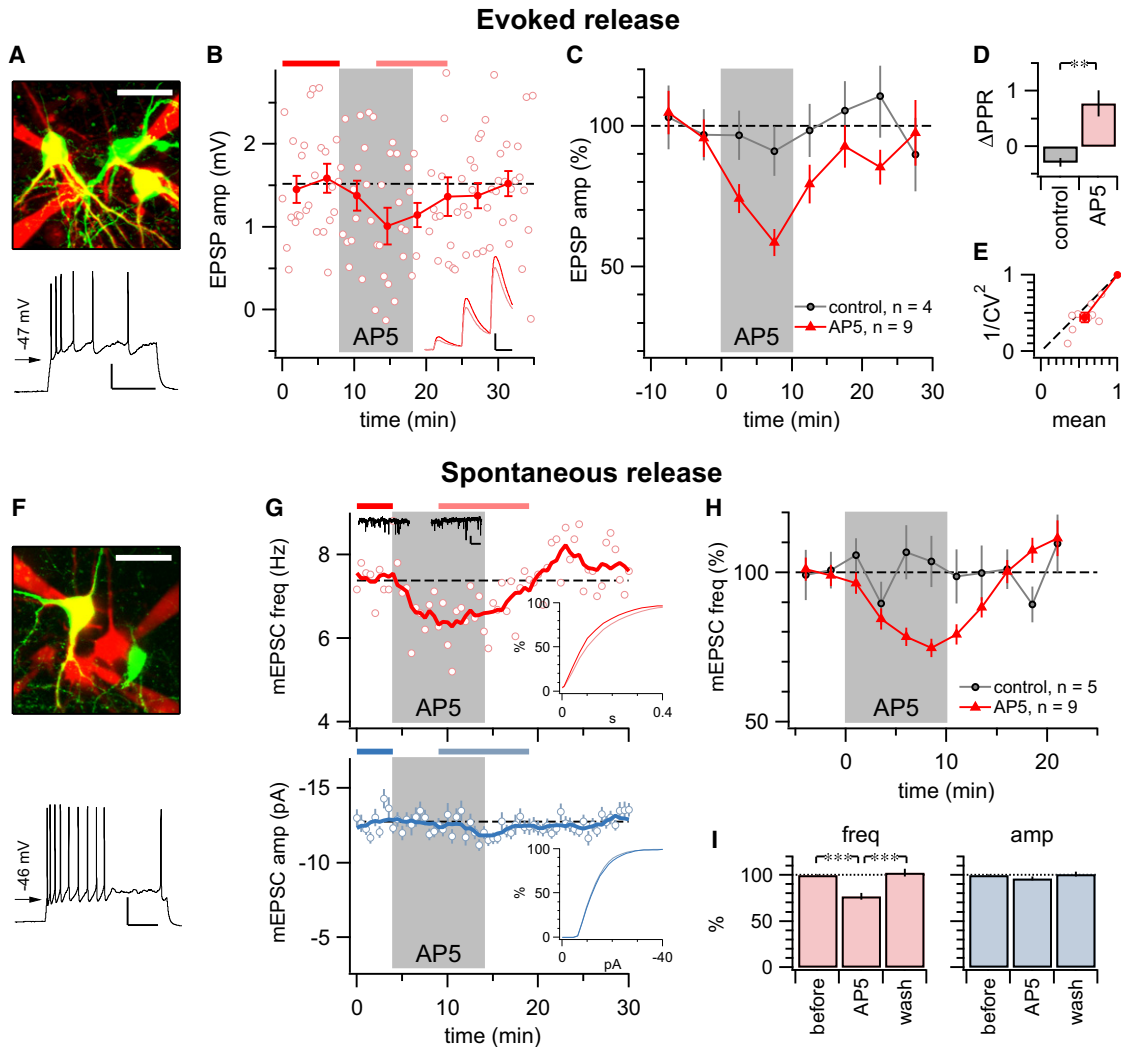 Evoked release
A
-47 mV
B
EPSP amp (mV)
2
1
0
AP5
0
10
20
30
time (min)
C
EPSP amp (%)
100
50
AP5
control, n = 4
AP5, n = 9
-10
0
10
20
30
time (min)
D
ΔPPR
1
0
**
control
AP5
E
1/CV²
1
0
0
1
mean
Spontaneous release
F
-46 mV
G
mEPSC freq (Hz)
8
6
4
AP5
%
100
50
0
0
s
0.4
mEPSC amp (pA)
-15
-10
-5
AP5
%
100
50
0
0
pA
-40
0
10
20
30
time (min)
H
mEPSC freq (%)
100
50
AP5
control, n = 5
AP5, n = 9
0
10
20
time (min)
I
freq
amp
***
***
%
100
50
0
before
AP5
wash
before
AP5
wash